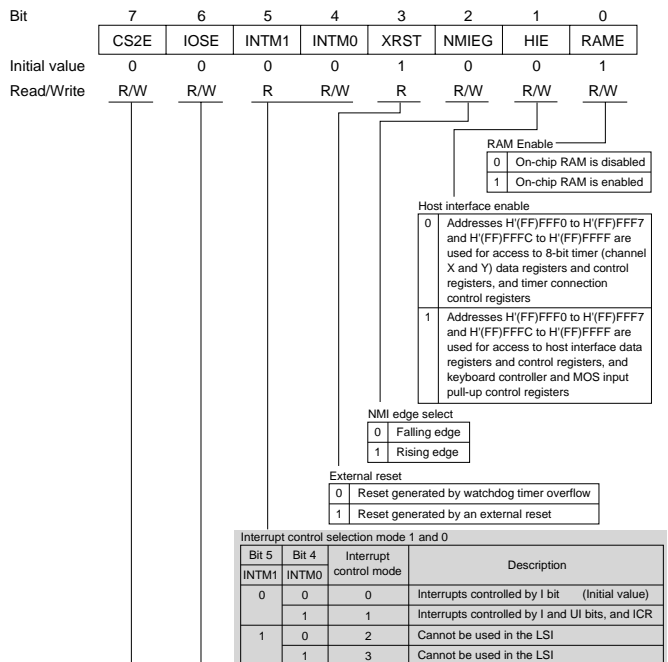 Bit 7 6 5 4 3 2 1 0
CS2E IOSE INTM1 INTM0 XRST NMIEG HIE RAME
Initial value 0 0 0 0 1 0 0 1
Read/Write R/W R/W R R/W R R/W R/W R/W
RAM Enable
0 On-chip RAM is disabled
1 On-chip RAM is enabled
Host interface enable
0 Addresses H'(FF)FFF0 to H'(FF)FFF7
and H'(FF)FFFC to H'(FF)FFFF are
used for access to 8-bit timer (channel
X and Y) data registers and control
registers, and timer connection
control registers
1 Addresses H'(FF)FFF0 to H'(FF)FFF7
and H'(FF)FFFC to H'(FF)FFFF are
used for access to host interface data
registers and control registers, and
keyboard controller and MOS input
pull-up control registers
NMI edge select
0 Falling edge
1 Rising edge
External reset
0 Reset generated by watchdog timer overflow
1 Reset generated by an external reset
Interrupt control selection mode 1 and 0
Bit 5 Bit 4 Interrupt Description
INTM1 INTM0 control mode
0 0 0 Interrupts controlled by I bit (Initial value)
1 1 Interrupts controlled by I and UI bits, and ICR
1 0 2 Cannot be used in the LSI
1 3 Cannot be used in the LSI